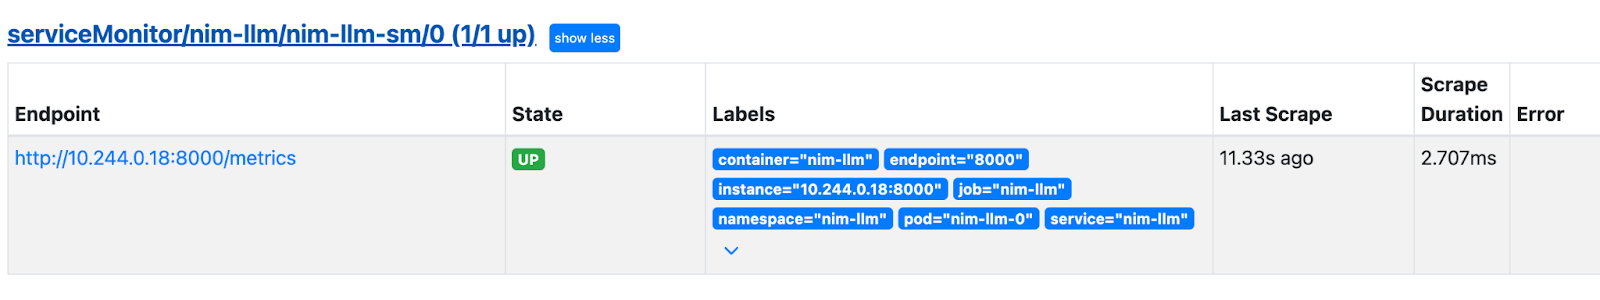 serviceMonitor/nim-llm/nim-llm-sm/0 (1/1 up) show less
Endpoint State Labels Last Scrape Scrape Duration Error
http://10.244.0.18:8000/metrics UP container="nim-llm" endpoint="8000" 11.33s ago 2.707ms
instance="10.244.0.18:8000" job="nim-llm"
namespace="nim-llm" pod="nim-llm-0" service="nim-llm"